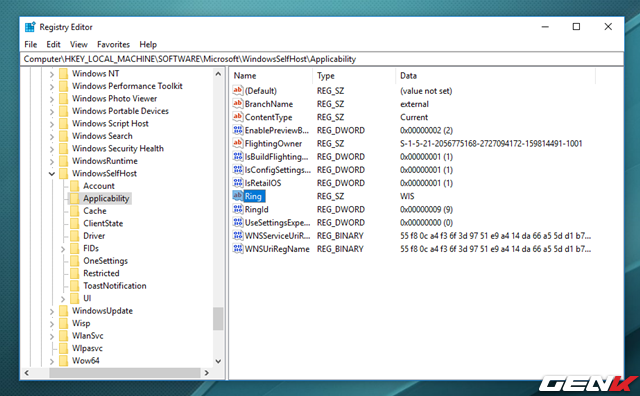 Registry Editor
File Edit View Favorites Help
Computer\HKEY_LOCAL_MACHINE\SOFTWARE\Microsoft\WindowsSelfHost\Applicability
Windows NT
Windows Performance Toolkit
Windows Photo Viewer
Windows Portable Devices
Windows Script Host
Windows Search
Windows Security Health
WindowsRuntime
WindowsSelfHost
Account
Applicability
Cache
ClientState
Driver
FIDs
OneSettings
Restricted
ToastNotification
UI
WindowsUpdate
Wisp
WlanSvc
Wlpasvc
Wow64
Name Type Data
(Default) REG_SZ (value not set)
BranchName REG_SZ external
ContentType REG_SZ Current
EnablePreviewB... REG_DWORD 0x00000002 (2)
FlightingOwner REG_SZ S-1-5-21-2056775168-2727094172-159814491-1001
IsBuildFlighting... REG_DWORD 0x00000001 (1)
IsConfigSettings... REG_DWORD 0x00000001 (1)
IsRetailOS REG_DWORD 0x00000001 (1)
Ring REG_SZ WIS
RingId REG_DWORD 0x00000009 (9)
UseSettingsExpe... REG_DWORD 0x00000000 (0)
WNSServiceUriR... REG_BINARY 55 f8 0c a4 f3 6f 3d 97 51 e9 a4 14 da 66 a5 5d d1 b7...
WNSUriRegName REG_BINARY 55 f8 0c a4 f3 6f 3d 97 51 e9 a4 14 da 66 a5 5d d1 b7...
GENK